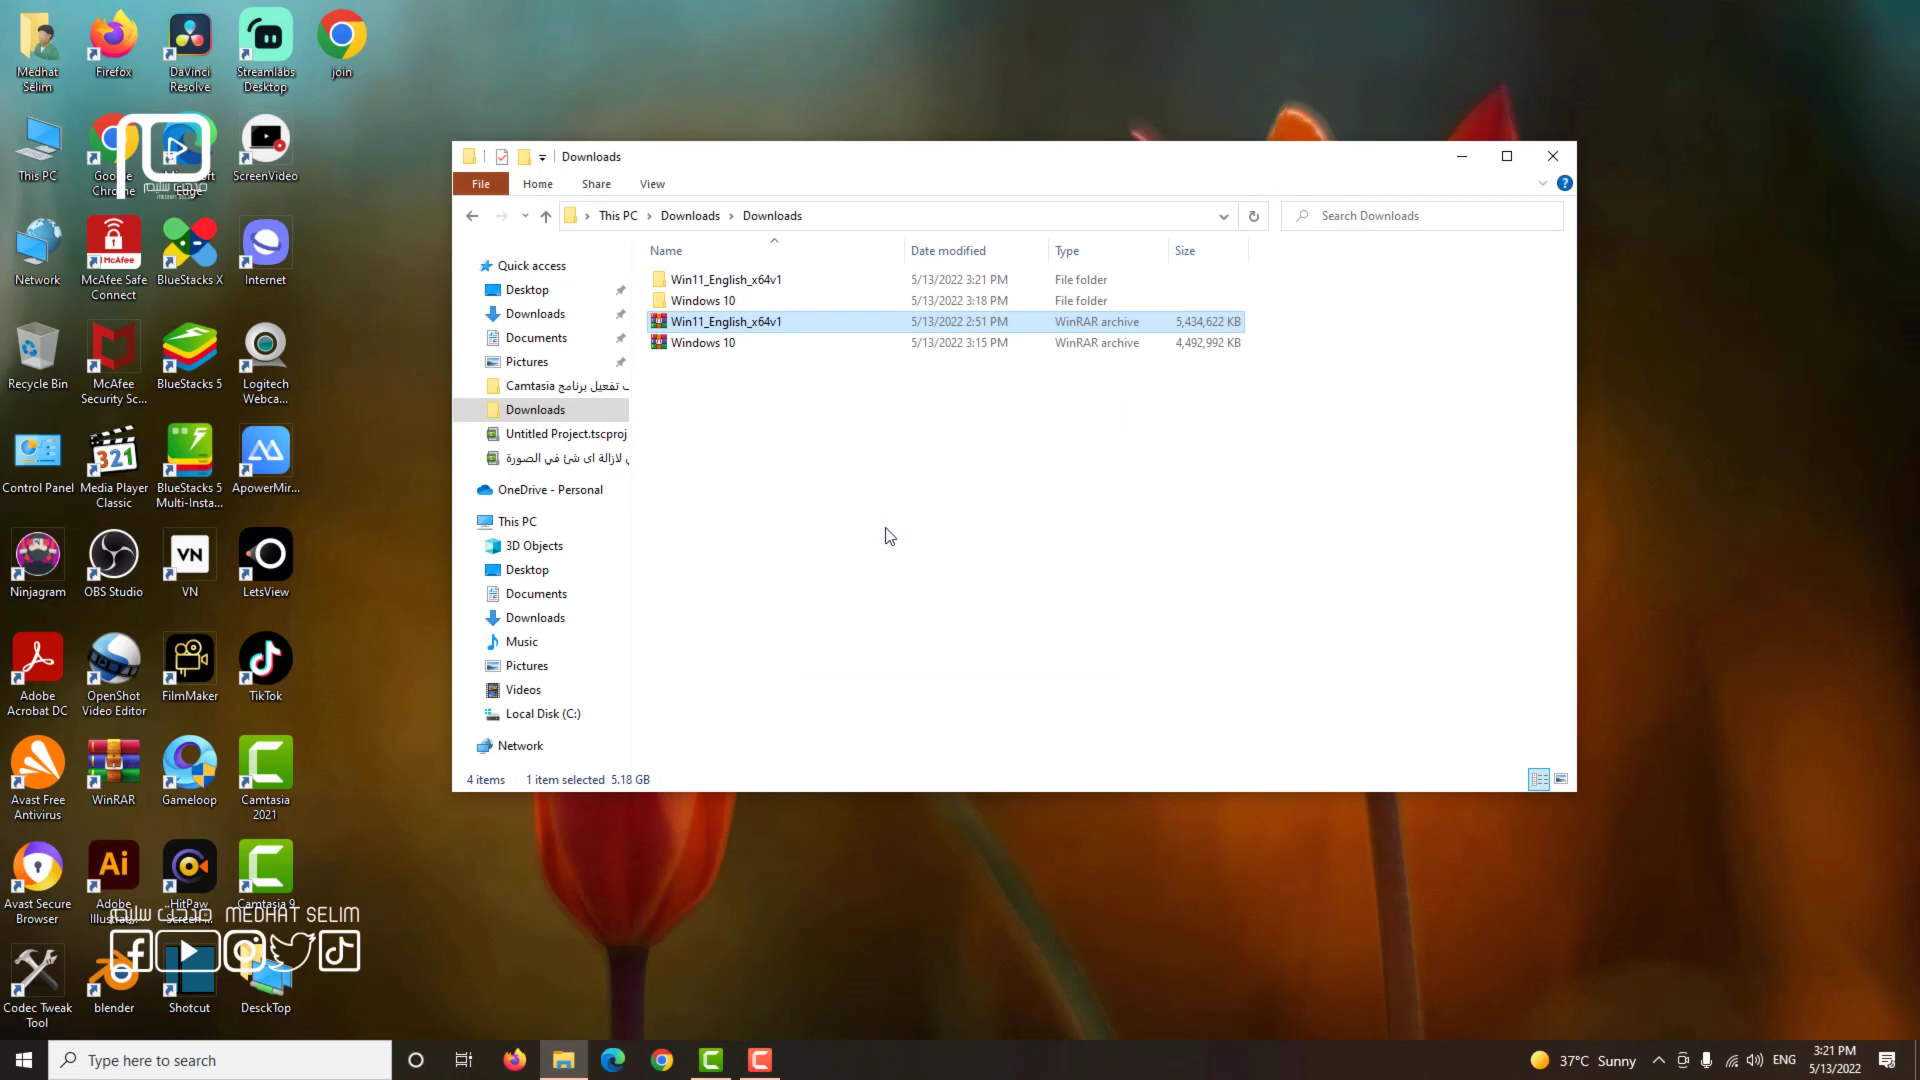 Medhat
Selim
Firefox
DaVinci
Resolve
Streamlabs
Desktop
join
This PC
ScreenVideo
مدحت سليم
MEDHAT SELIM
Network
McAfee Safe
Connect
BlueStacks X
Internet
Recycle Bin
McAfee
Security Sc...
BlueStacks 5
Logitech
Webca...
Control Panel
Media Player
Classic
BlueStacks 5
Multi-Insta...
ApowerMir...
Ninjagram
OBS Studio
VN
LetsView
Adobe
Acrobat DC
OpenShot
Video Editor
FilmMaker
TikTok
Avast Free
Antivirus
WinRAR
Gameloop
Camtasia
2021
Avast Secure
Browser
Adobe
Illustrat...
HitPaw
Screen ...
Camtasia 9
مدحت سليم MEDHAT SELIM
Codec Tweak
Tool
blender
Shotcut
DesckTop
Downloads
File Home Share View
This PC > Downloads > Downloads
Search Downloads
Name Date modified Type Size
Win11_English_x64v1 5/13/2022 3:21 PM File folder
Windows 10 5/13/2022 3:18 PM File folder
Win11_English_x64v1 5/13/2022 2:51 PM WinRAR archive 5,434,622 KB
Windows 10 5/13/2022 3:15 PM WinRAR archive 4,492,992 KB
Quick access
Desktop
Downloads
Documents
Pictures
تفعيل برنامج Camtasia
Downloads
Untitled Project.tscproj
لازالة اى شئ في الصورة
OneDrive - Personal
This PC
3D Objects
Desktop
Documents
Downloads
Music
Pictures
Videos
Local Disk (C:)
Network
4 items 1 item selected 5.18 GB
Type here to search
37°C Sunny
ENG
3:21 PM
5/13/2022